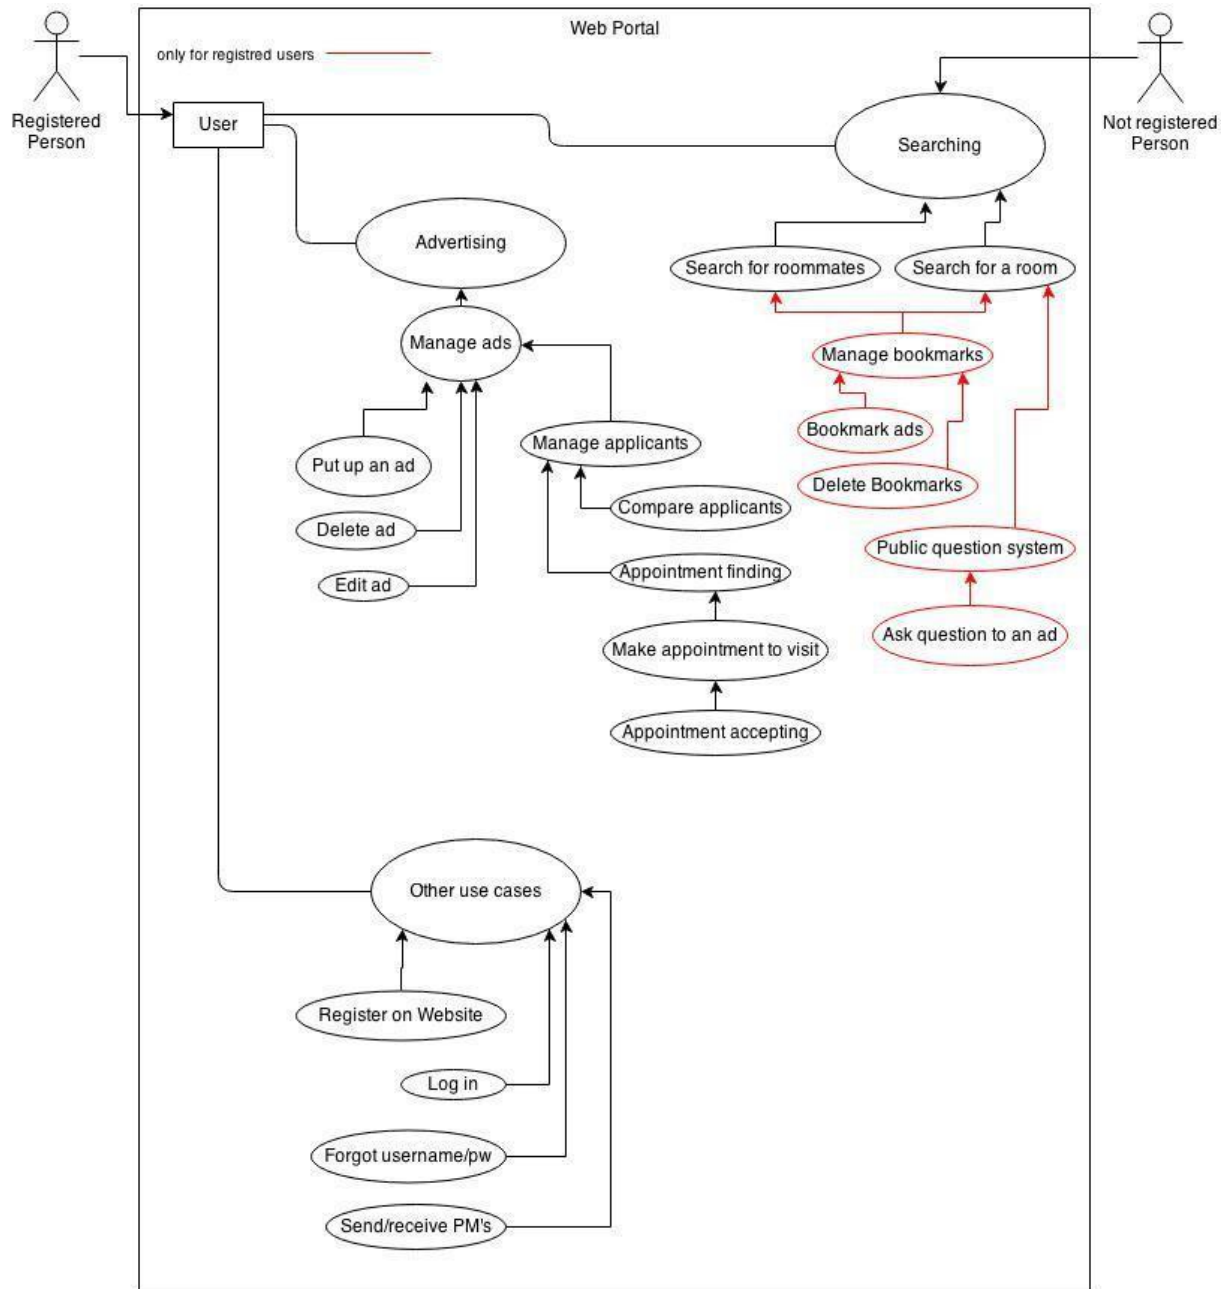 Web Portal
only for registred users
Registered
Person
User
Not registered
Person
Searching
Advertising
Search for roommates
Search for a room
Manage ads
Manage bookmarks
Bookmark ads
Manage applicants
Put up an ad
Delete Bookmarks
Compare applicants
Delete ad
Public question system
Appointment finding
Edit ad
Ask question to an ad
Make appointment to visit
Appointment accepting
Other use cases
Register on Website
Log in
Forgot username/pw
Send/receive PM's